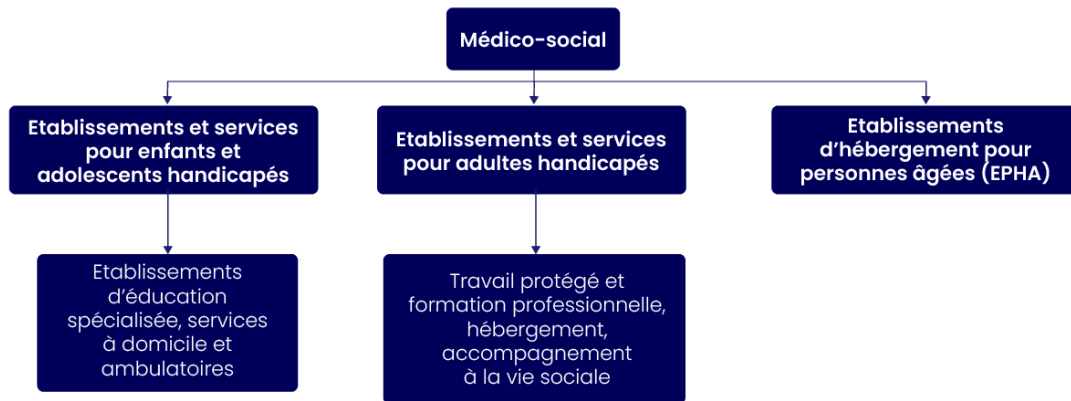 Médico-social
Etablissements et services
pour enfants et
adolescents handicapés
Etablissements et services
pour adultes handicapés
Etablissements
d’hébergement pour
personnes âgées (EPHA)
Etablissements
d’éducation
spécialisée, services
à domicile et
ambulatoires
Travail protégé et
formation professionnelle,
hébergement,
accompagnement
à la vie sociale